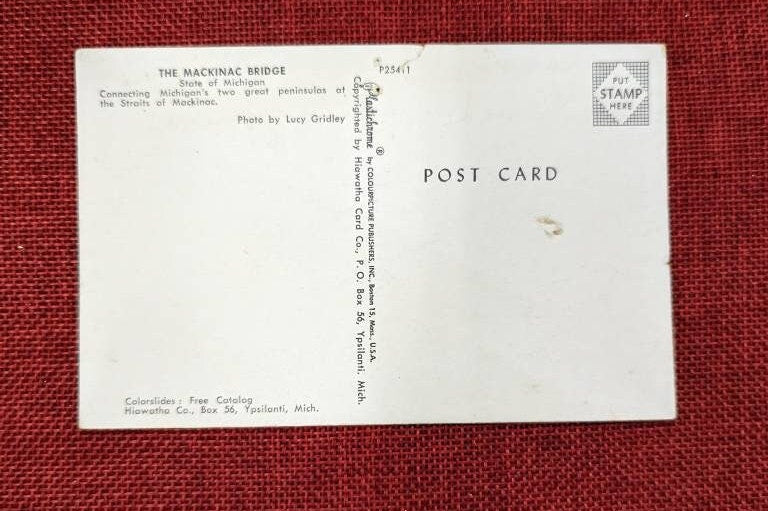 THE MACKINAC BRIDGE
State of Michigan
Connecting Michigan's two great peninsulas at
the Straits of Mackinac.
Photo by Lucy Gridley
Colorslides: Free Catalog
Hiawatha Co., Box 56, Ypsilanti, Mich.
P25411
Plastichrome ® by COLOURPICTURE PUBLISHERS, INC., Boston 15, Mass., U.S.A.
Copyrighted by Hiawatha Card Co., P. O. Box 56, Ypsilanti, Mich.
PUT
STAMP
HERE
POST CARD